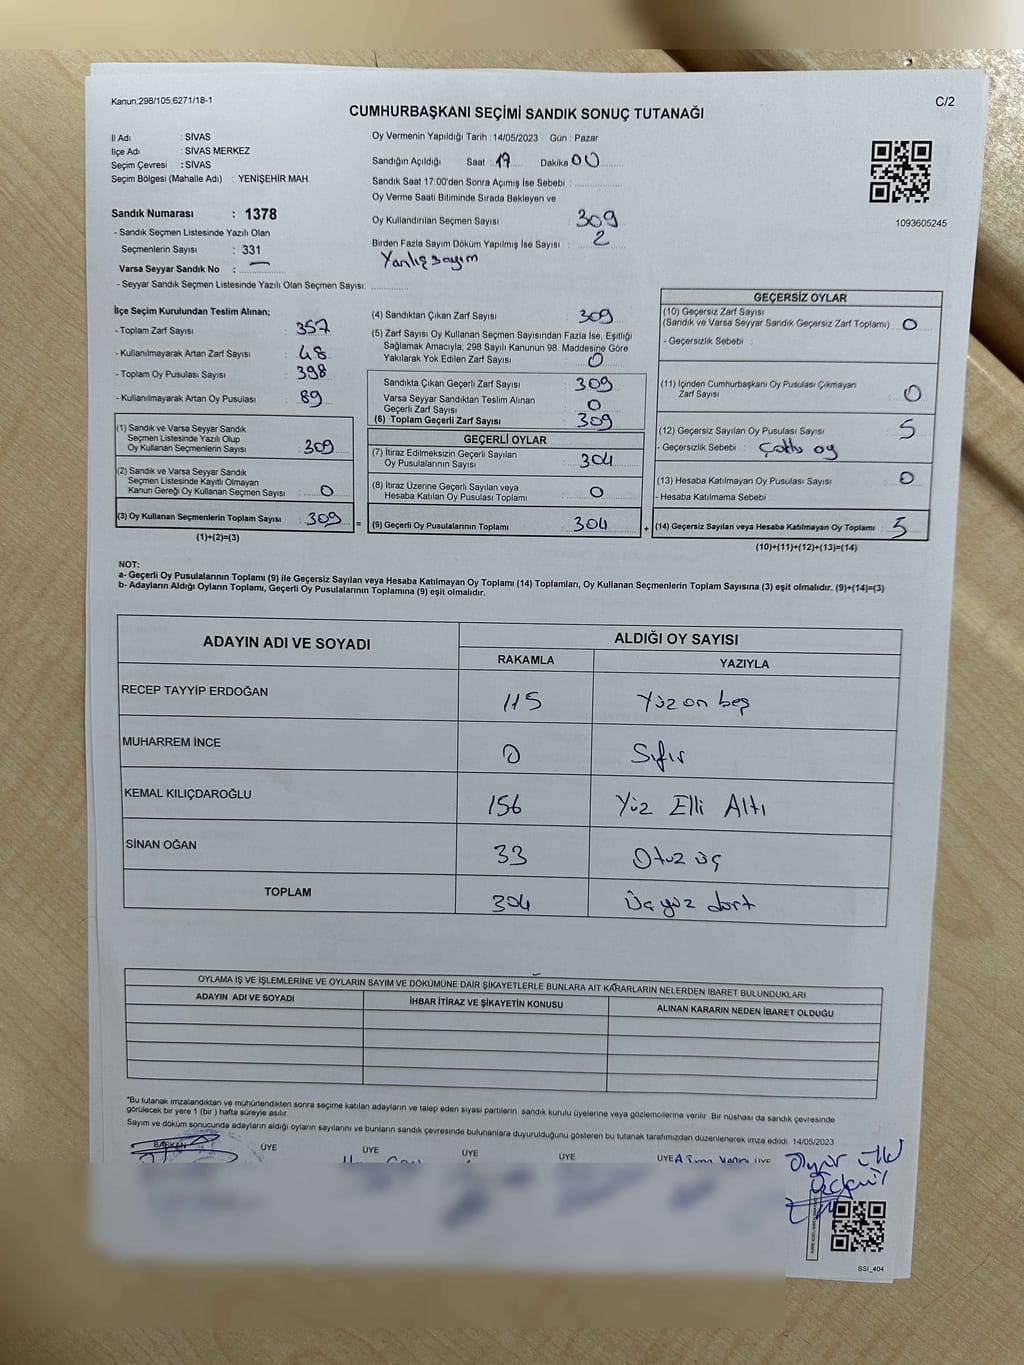 Kanun;298/105;6271/18-1
C/2
CUMHURBAŞKANI SEÇİMİ SANDIK SONUÇ TUTANAĞI
İl Adı : SİVAS
İlçe Adı : SİVAS MERKEZ
Seçim Çevresi : SİVAS
Seçim Bölgesi (Mahalle Adı) : YENİŞEHİR MAH.
Sandık Numarası : 1378
- Sandık Seçmen Listesinde Yazılı Olan
Seçmenlerin Sayısı : 331
Varsa Seyyar Sandık No : —
- Seyyar Sandık Seçmen Listesinde Yazılı Olan Seçmen Sayısı:
Oy Vermenin Yapıldığı Tarih : 14/05/2023 Gün : Pazar
Sandığın Açıldığı Saat : 17 Dakika 00
Sandık Saat 17:00'den Sonra Açımış İse Sebebi :
Oy Verme Saati Bitiminde Sırada Bekleyen ve
Oy Kullandırılan Seçmen Sayısı : 309
Birden Fazla Sayım Döküm Yapılmış İse Sayısı : 2
Yanlış sayım
1093605245
İlçe Seçim Kurulundan Teslim Alınan;
- Toplam Zarf Sayısı : 357
- Kullanılmayarak Artan Zarf Sayısı : 48
- Toplam Oy Pusulası Sayısı : 398
- Kullanılmayarak Artan Oy Pusulası : 89
(1) Sandık ve Varsa Seyyar Sandık
Seçmen Listesinde Yazılı Olup
Oy Kullanan Seçmenlerin Sayısı : 309
(2) Sandık ve Varsa Seyyar Sandık
Seçmen Listesinde Kayıtlı Olmayan
Kanun Gereği Oy Kullanan Seçmen Sayısı : 0
(3) Oy Kullanan Seçmenlerin Toplam Sayısı : 309 =
(1)+(2)=(3)
(4) Sandıktan Çıkan Zarf Sayısı : 309
(5) Zarf Sayısı Oy Kullanan Seçmen Sayısından Fazla İse, Eşitliği
Sağlamak Amacıyla, 298 Sayılı Kanunun 98. Maddesine Göre
Yakılarak Yok Edilen Zarf Sayısı : 0
Sandıkta Çıkan Geçerli Zarf Sayısı : 309
Varsa Seyyar Sandıktan Teslim Alınan
Geçerli Zarf Sayısı : 0
(6) Toplam Geçerli Zarf Sayısı : 309
GEÇERLİ OYLAR
(7) İtiraz Edilmeksizin Geçerli Sayılan
Oy Pusulalarının Sayısı : 304
(8) İtiraz Üzerine Geçerli Sayılan veya
Hesaba Katılan Oy Pusulası Toplamı : 0
(9) Geçerli Oy Pusulalarının Toplamı : 304 +
GEÇERSİZ OYLAR
(10) Geçersiz Zarf Sayısı
(Sandık ve Varsa Seyyar Sandık Geçersiz Zarf Toplamı) : 0
- Geçersizlik Sebebi :
(11) İçinden Cumhurbaşkanı Oy Pusulası Çıkmayan
Zarf Sayısı : 0
(12) Geçersiz Sayılan Oy Pusulası Sayısı : 5
- Geçersizlik Sebebi : Çoklu oy
(13) Hesaba Katılmayan Oy Pusulası Sayısı : 0
- Hesaba Katılmama Sebebi
(14) Geçersiz Sayılan veya Hesaba Katılmayan Oy Toplamı : 5
(10)+(11)+(12)+(13)=(14)
NOT:
a- Geçerli Oy Pusulalarının Toplamı (9) ile Geçersiz Sayılan veya Hesaba Katılmayan Oy Toplamı (14) Toplamları, Oy Kullanan Seçmenlerin Toplam Sayısına (3) eşit olmalıdır. (9)+(14)=(3)
b- Adayların Aldığı Oyların Toplamı, Geçerli Oy Pusulalarının Toplamına (9) eşit olmalıdır.
ADAYIN ADI VE SOYADI ALDIĞI OY SAYISI
RAKAMLA YAZIYLA
RECEP TAYYİP ERDOĞAN 115 Yüz on beş
MUHARREM İNCE 0 Sıfır
KEMAL KILIÇDAROĞLU 156 Yüz Elli Altı
SİNAN OĞAN 33 Otuz üç
TOPLAM 304 Üç yüz dört
OYLAMA İŞ VE İŞLEMLERİNE VE OYLARIN SAYIM VE DÖKÜMÜNE DAİR ŞİKAYETLERLE BUNLARA AİT KARARLARIN NELERDEN İBARET BULUNDUKLARI
ADAYIN ADI VE SOYADI İHBAR İTİRAZ VE ŞİKAYETİN KONUSU ALINAN KARARIN NEDEN İBARET OLDUĞU
*Bu tutanak imzalandıktan ve mühürlendikten sonra seçime katılan adayların ve talep eden siyasi partilerin sandık kurulu üyelerine veya gözlemcilerine verilir. Bir nüshası da sandık çevresinde
görülecek bir yere 1 (bir ) hafta süreyle asılır.
Sayım ve döküm sonucunda adayların aldığı oyların sayılarını ve bunların sandık çevresinde bulunanlara duyurulduğunu gösteren bu tutanak tarafımızdan düzenlenerek imza edildi. 14/05/2023
BAŞKAN ÜYE ÜYE ÜYE ÜYE ÜYE ÜYE
SSİ_404